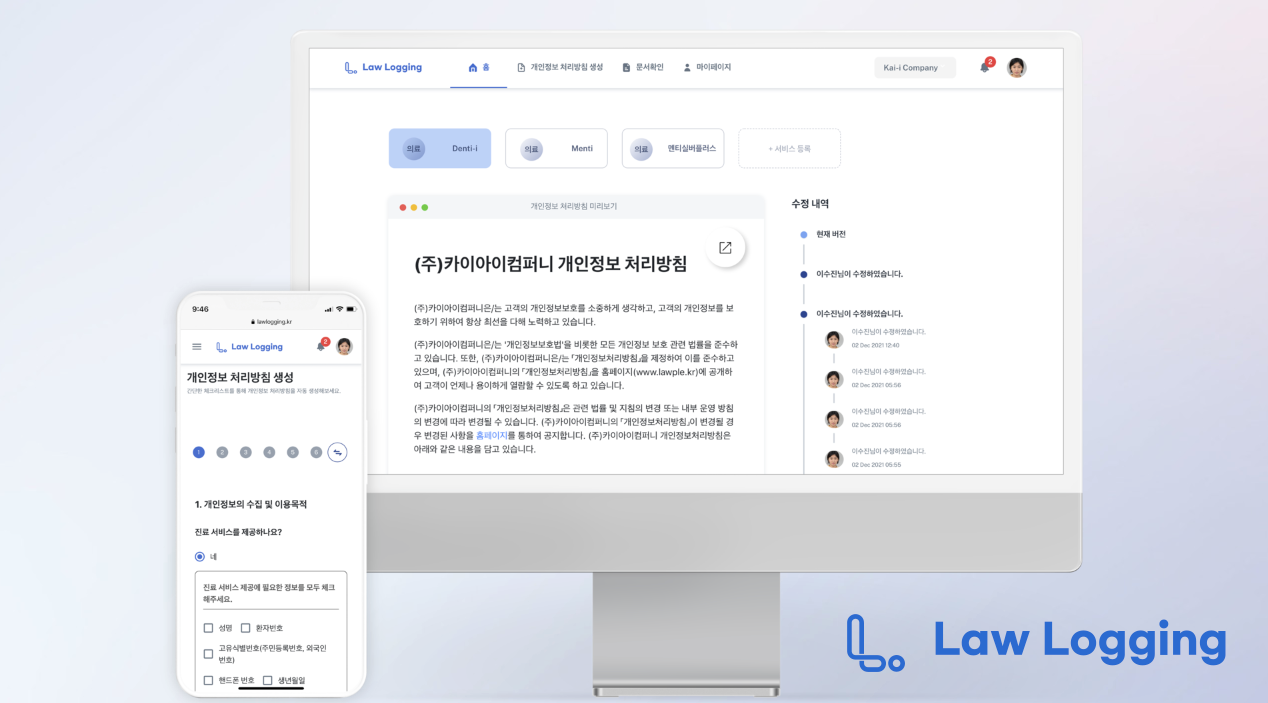 Law Logging
홈
개인정보 처리방침 생성
문서확인
마이페이지
Kai-i Company
2
의료 Denti-i
의료 Menti
의료 멘티실버플러스
+ 서비스 등록
개인정보 처리방침 미리보기
(주)카이아이컴퍼니 개인정보 처리방침
(주)카이아이컴퍼니은/는 고객의 개인정보보호를 소중하게 생각하고, 고객의 개인정보를 보
호하기 위하여 항상 최선을 다해 노력하고 있습니다.
(주)카이아이컴퍼니은/는 '개인정보보호법'을 비롯한 모든 개인정보 보호 관련 법률을 준수하
고 있습니다. 또한, (주)카이아이컴퍼니은/는 「개인정보처리방침」을 제정하여 이를 준수하고
있으며, (주)카이아이컴퍼니의 「개인정보처리방침」을 홈페이지(www.lawple.kr)에 공개하
여 고객이 언제나 용이하게 열람할 수 있도록 하고 있습니다.
(주)카이아이컴퍼니의 「개인정보처리방침」은 관련 법률 및 지침의 변경 또는 내부 운영 방침
의 변경에 따라 변경될 수 있습니다. (주)카이아이컴퍼니의 「개인정보처리방침」이 변경될 경
우 변경된 사항을 홈페이지를 통하여 공지합니다. (주)카이아이컴퍼니 개인정보처리방침은
아래와 같은 내용을 담고 있습니다.
수정 내역
현재 버전
이수진님이 수정하였습니다.
이수진님이 수정하였습니다.
이수진님이 수정하였습니다.
02 Dec 2021 12:40
이수진님이 수정하였습니다.
02 Dec 2021 05:56
이수진님이 수정하였습니다.
02 Dec 2021 05:56
이수진님이 수정하였습니다.
02 Dec 2021 05:55
9:46
lawlogging.kr
Law Logging
2
개인정보 처리방침 생성
간단한 체크리스트를 통해 개인정보 처리방침을 자동 생성해보세요.
1 2 3 4 5 6
1. 개인정보의 수집 및 이용목적
진료 서비스를 제공하나요?
네
진료 서비스 제공에 필요한 정보를 모두 체크
해주세요.
성명 환자번호
고유식별번호(주민등록번호, 외국인
번호)
핸드폰 번호 생년월일
Law Logging